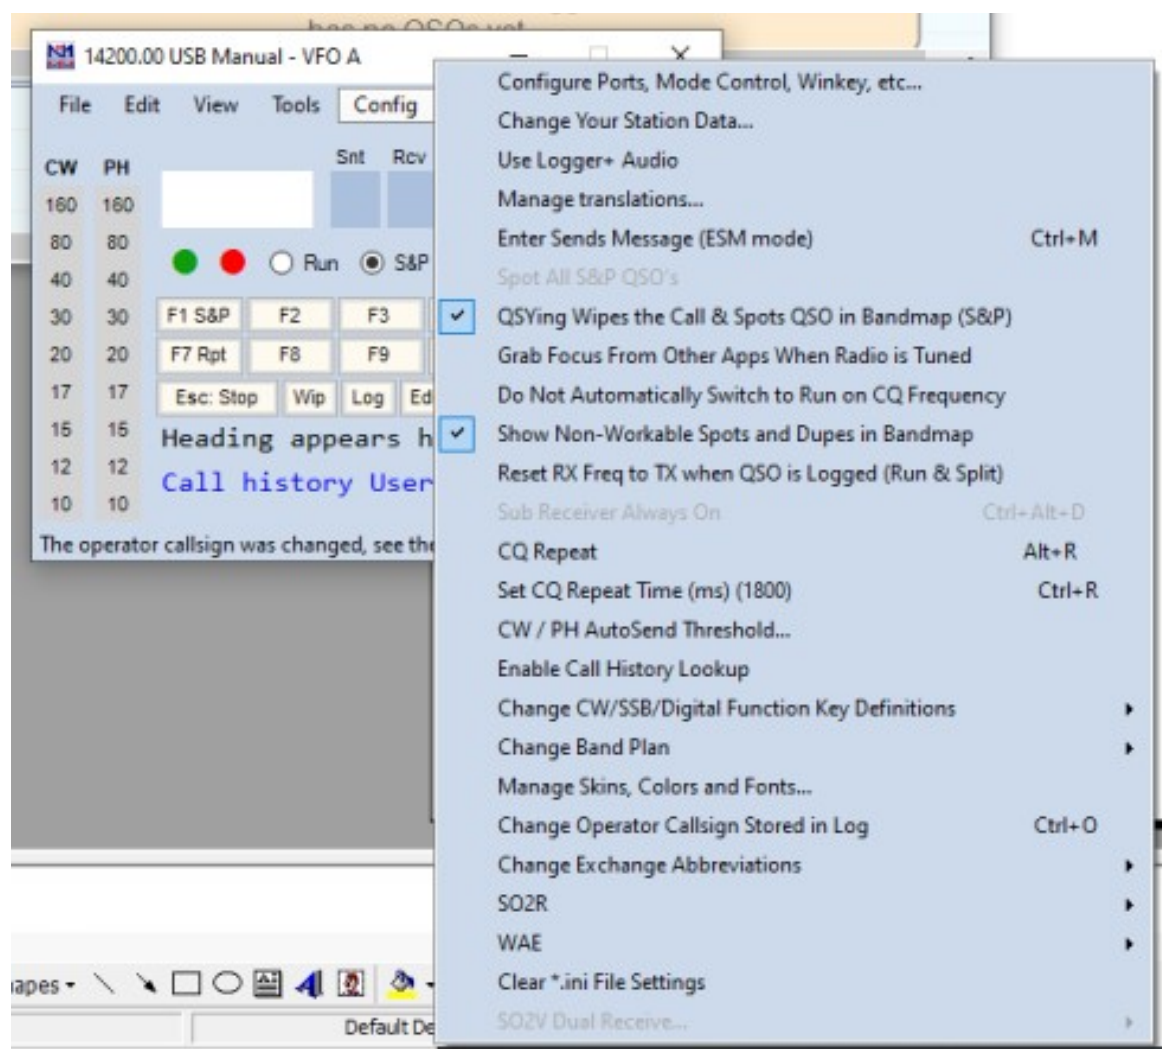 has no QSOs yet
14200.00 USB Manual - VFO A
File Edit View Tools Config
CW PH
Snt Rcv
160 160
80 80
Run S&P
40 40
30 30 F1 S&P F2 F3
20 20 F7 Rpt F8 F9
17 17 Esc: Stop Wip Log Ed
15 15 Heading appears h
12 12 Call history User
10 10
The operator callsign was changed, see the
Configure Ports, Mode Control, Winkey, etc...
Change Your Station Data...
Use Logger+ Audio
Manage translations...
Enter Sends Message (ESM mode) Ctrl+M
Spot All S&P QSO's
QSYing Wipes the Call & Spots QSO in Bandmap (S&P)
Grab Focus From Other Apps When Radio is Tuned
Do Not Automatically Switch to Run on CQ Frequency
Show Non-Workable Spots and Dupes in Bandmap
Reset RX Freq to TX when QSO is Logged (Run & Split)
Sub Receiver Always On Ctrl+Alt+D
CQ Repeat Alt+R
Set CQ Repeat Time (ms) (1800) Ctrl+R
CW / PH AutoSend Threshold...
Enable Call History Lookup
Change CW/SSB/Digital Function Key Definitions
Change Band Plan
Manage Skins, Colors and Fonts...
Change Operator Callsign Stored in Log Ctrl+O
Change Exchange Abbreviations
SO2R
WAE
Clear *.ini File Settings
SO2V Dual Receive...
apes
Default De